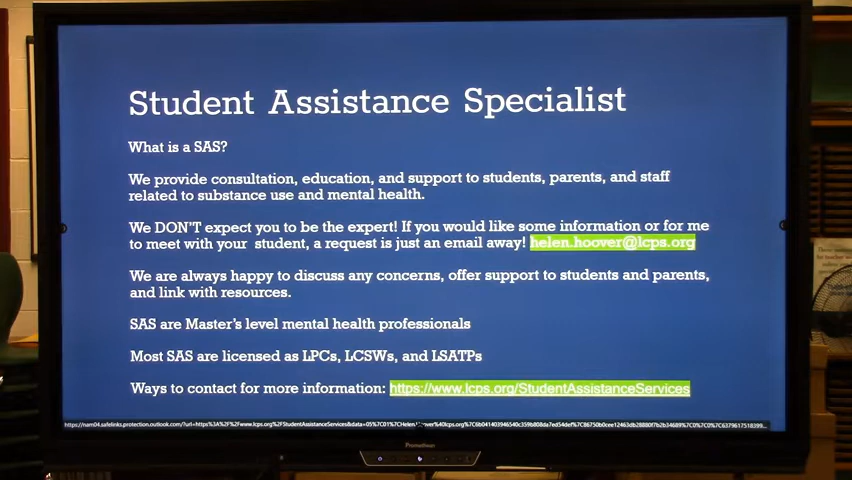 Student Assistance Specialist
What is a SAS?
We provide consultation, education, and support to students, parents, and staff
related to substance use and mental health.
We DON'T expect you to be the expert! If you would like some information or for me
to meet with your student, a request is just an email away! helen.hoover@lcps.org
We are always happy to discuss any concerns, offer support to students and parents,
and link with resources.
SAS are Master's level mental health professionals
Most SAS are licensed as LPCs, LCSWs, and LSATPs
Ways to contact for more information: https://www.lcps.org/StudentAssistanceServices
Promethean